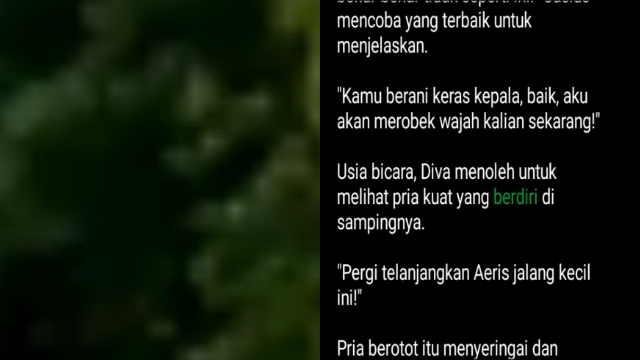 mencoba yang terbaik untuk
menjelaskan.
"Kamu berani keras kepala, baik, aku
akan merobek wajah kalian sekarang!"
Usia bicara, Diva menoleh untuk
melihat pria kuat yang berdiri di
sampingnya.
"Pergi telanjangkan Aeris jalang kecil
ini!"
Pria berotot itu menyeringai dan